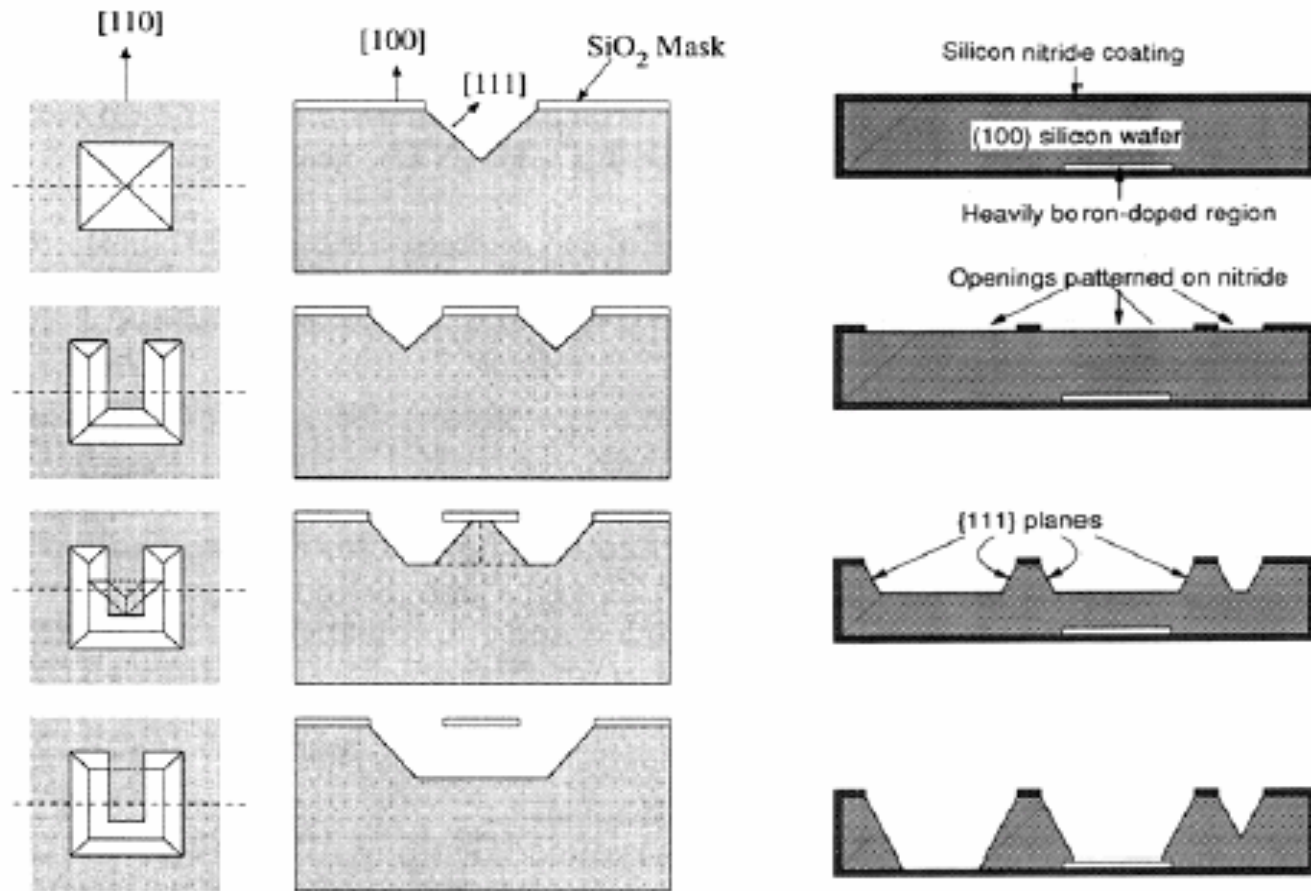 [110]
[100]
[111]
SiO₂ Mask
Silicon nitride coating
(100) silicon wafer
Heavily boron-doped region
Openings patterned on nitride
{111} planes